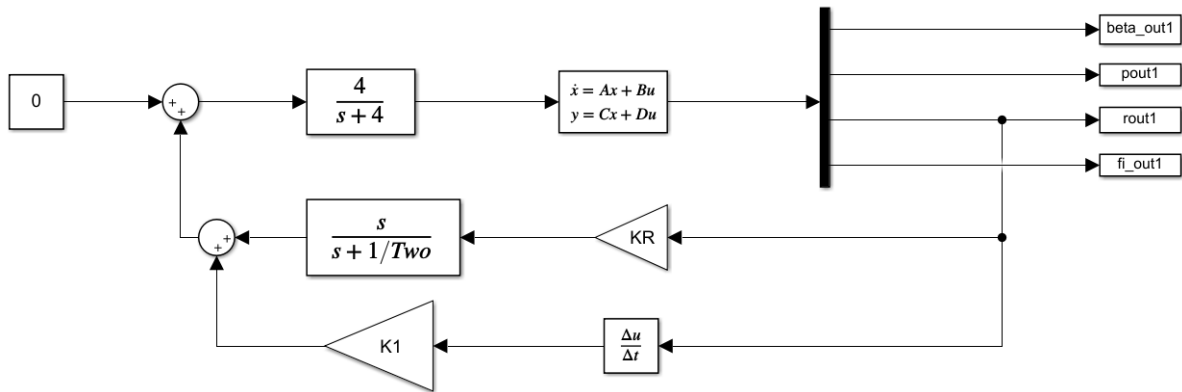 0
+
+
4
s + 4
ẋ = Ax + Bu
y = Cx + Du
beta_out1
pout1
rout1
fi_out1
+
+
s
s + 1/Two
KR
K1
Δu
Δt